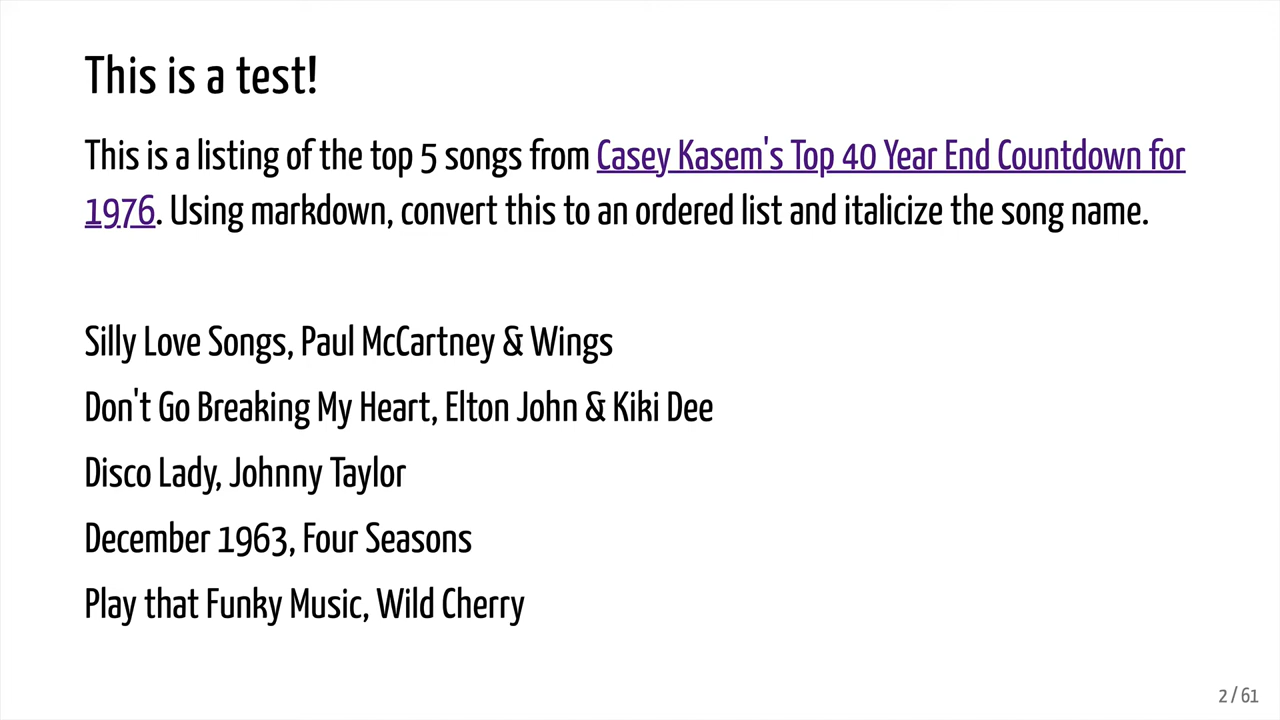 This is a test!
This is a listing of the top 5 songs from Casey Kasem's Top 40 Year End Countdown for
1976. Using markdown, convert this to an ordered list and italicize the song name.
Silly Love Songs, Paul McCartney & Wings
Don't Go Breaking My Heart, Elton John & Kiki Dee
Disco Lady, Johnny Taylor
December 1963, Four Seasons
Play that Funky Music, Wild Cherry
2 / 61